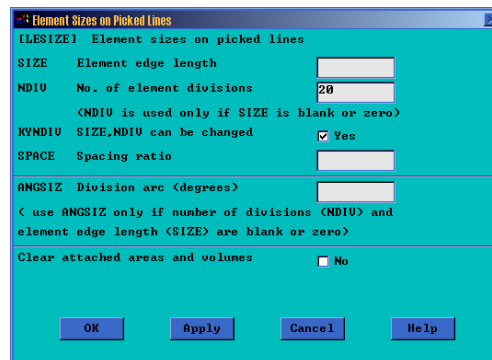 Element Sizes on Picked Lines
[LESIZE] Element sizes on picked lines
SIZE Element edge length
NDIV No. of element divisions 20
(NDIV is used only if SIZE is blank or zero)
KYNDIV SIZE,NDIV can be changed Yes
SPACE Spacing ratio
ANGSIZ Division arc (degrees)
( use ANGSIZ only if number of divisions (NDIV) and
element edge length (SIZE) are blank or zero)
Clear attached areas and volumes No
OK Apply Cancel Help